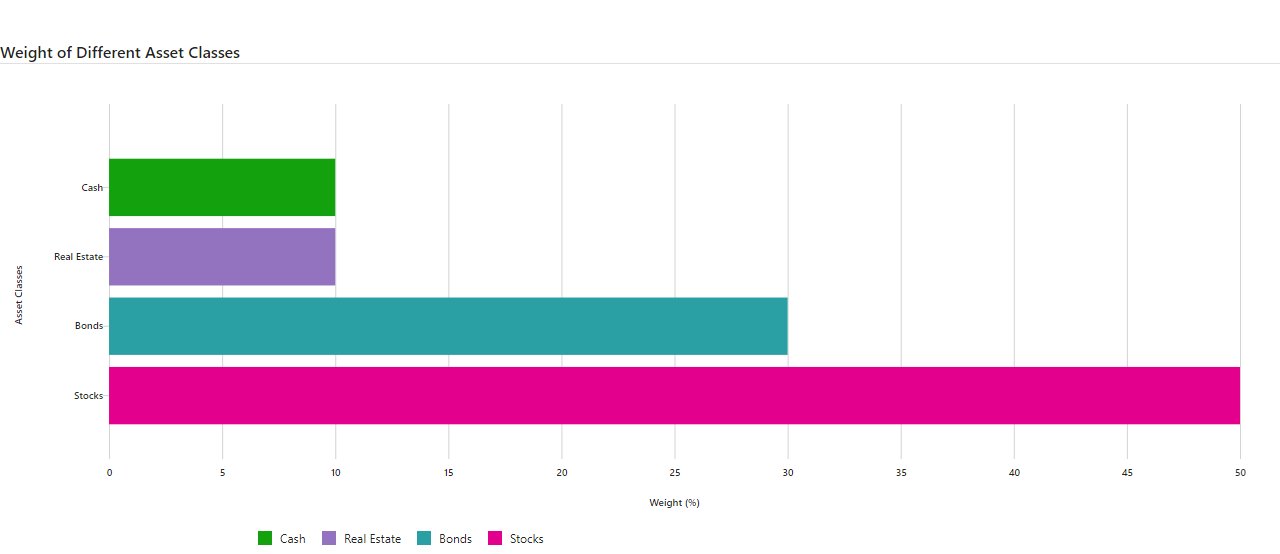 Weight of Different Asset Classes
Cash
Real Estate
Bonds
Stocks
Asset Classes
0 5 10 15 20 25 30 35 40 45 50
Weight (%)
Cash Real Estate Bonds Stocks